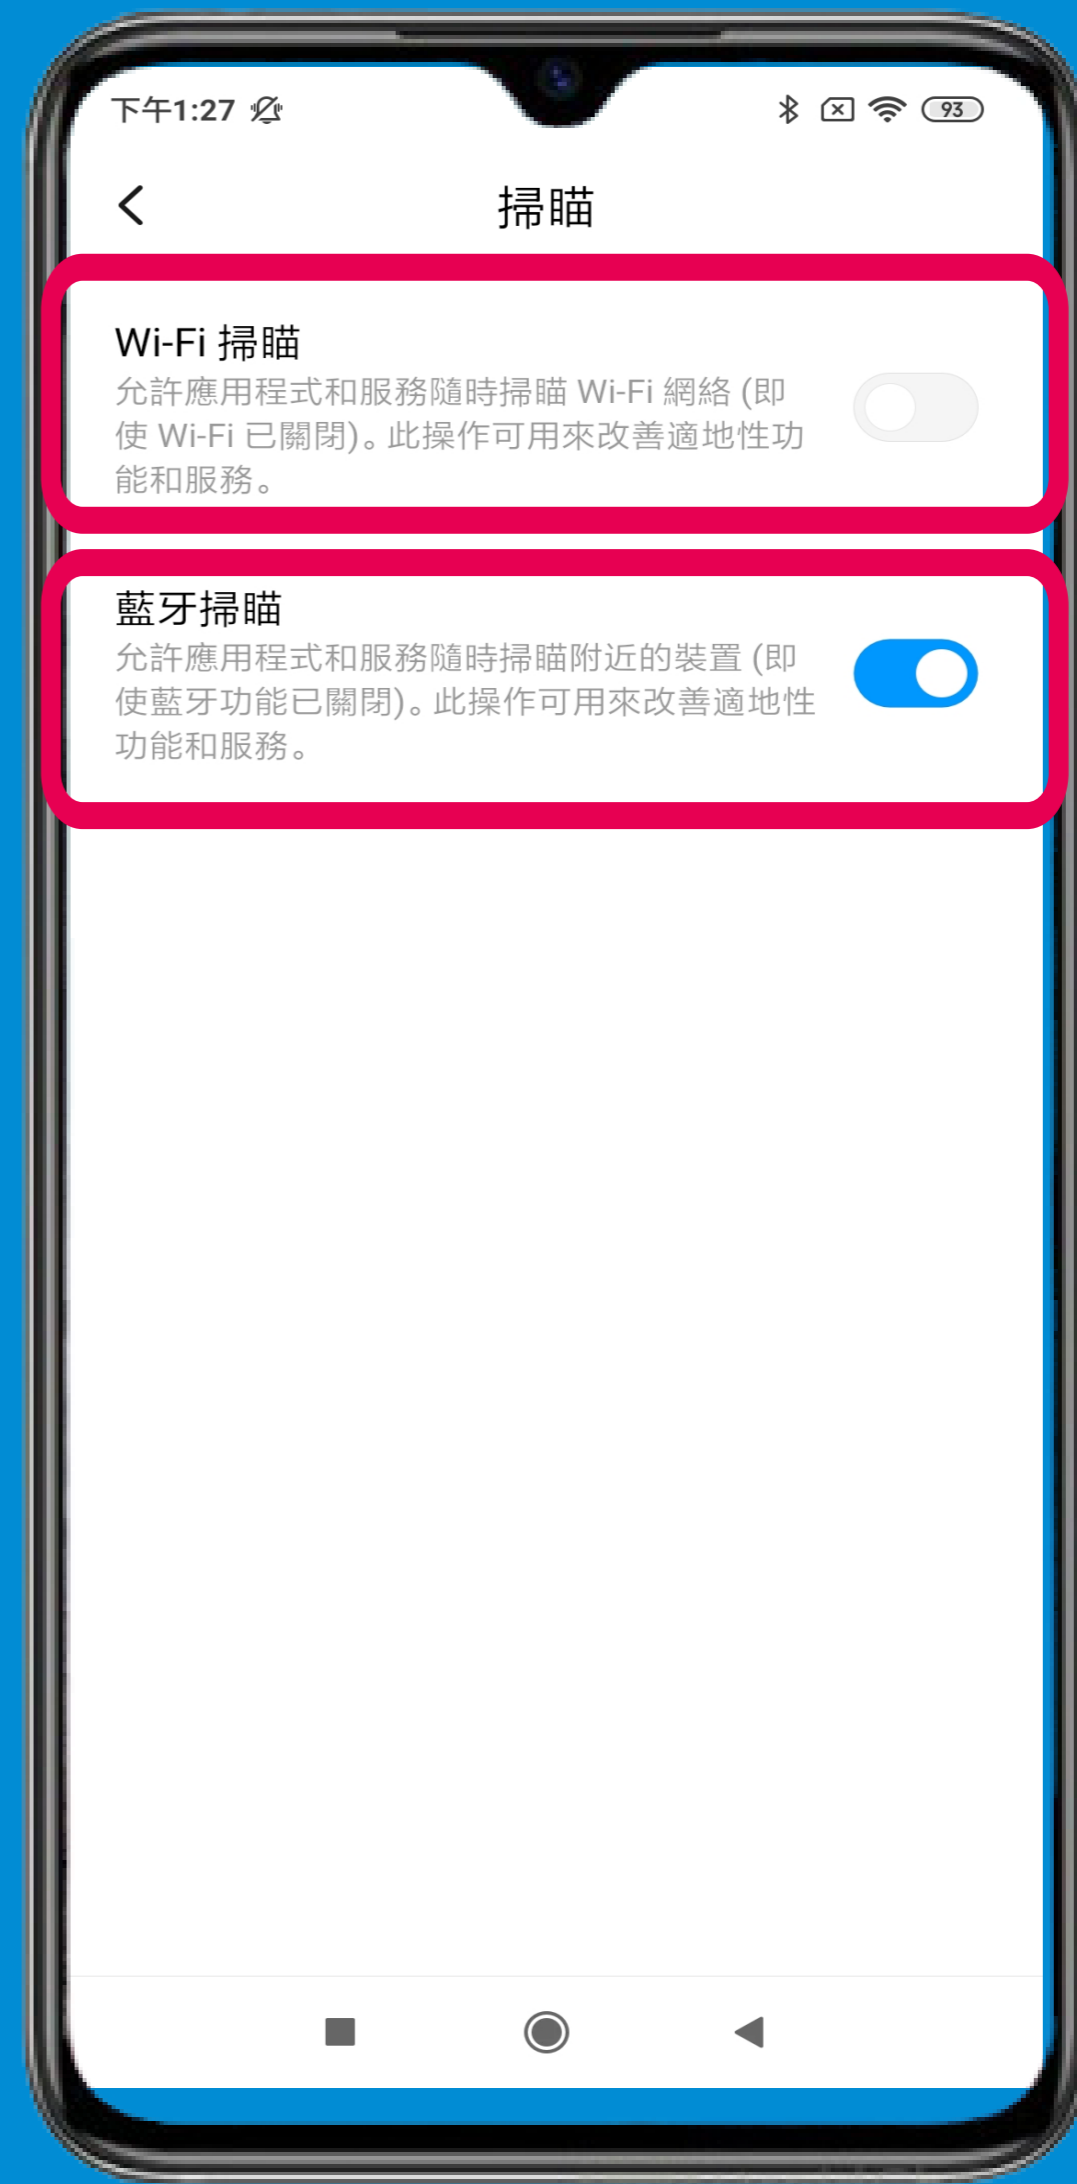 下午1:27
93
掃瞄
Wi-Fi 掃瞄
允許應用程式和服務隨時掃瞄 Wi-Fi 網絡 (即
使 Wi-Fi 已關閉)。此操作可用來改善適地性功
能和服務。
藍牙掃瞄
允許應用程式和服務隨時掃瞄附近的裝置 (即
使藍牙功能已關閉)。此操作可用來改善適地性
功能和服務。